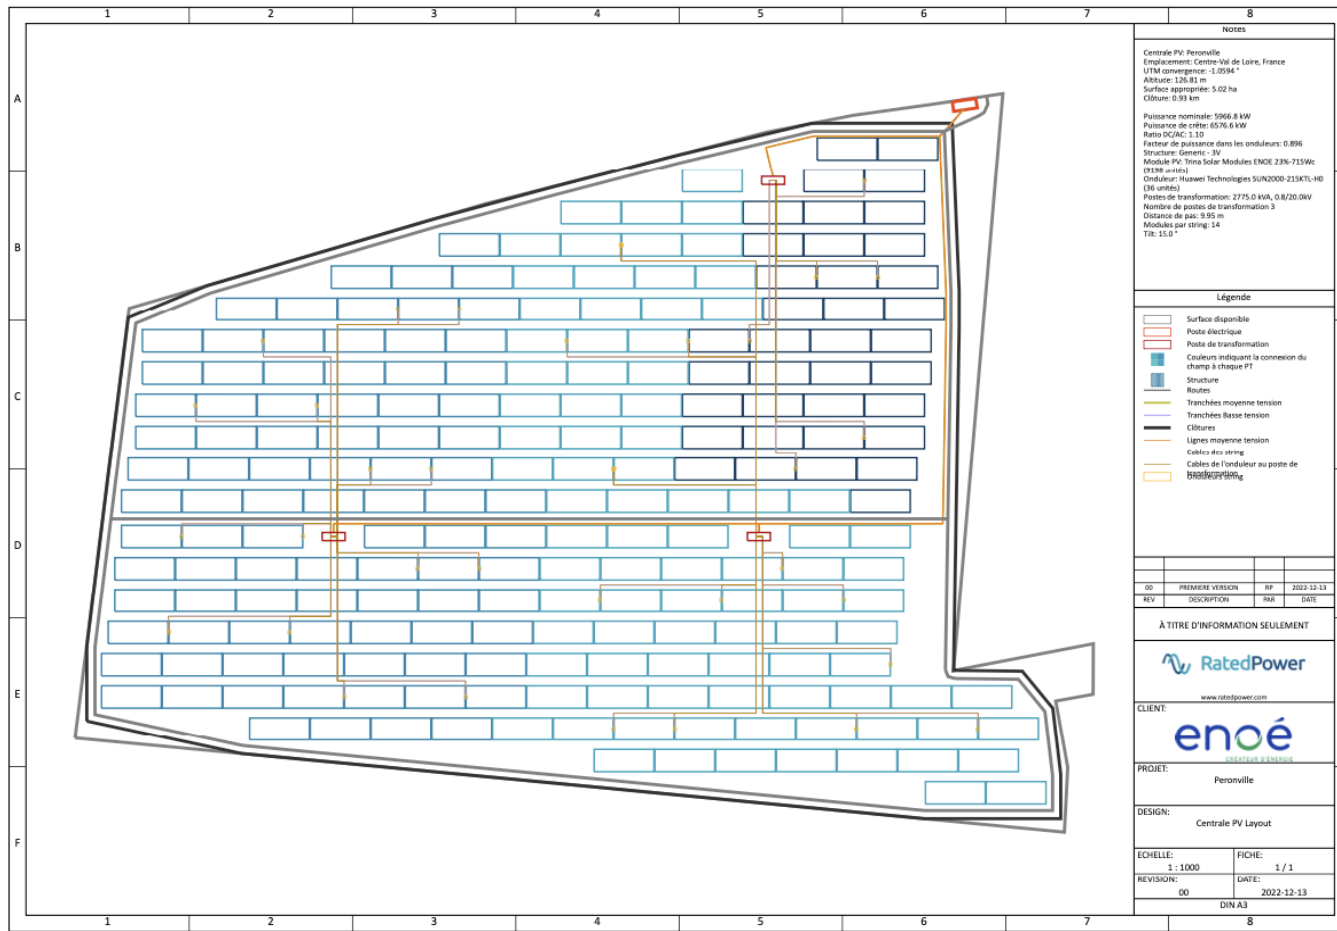 1 2 3 4 5 6 7 8
A
B
C
D
E
F
1 2 3 4 5 6 7 8
Notes
Centrale PV: Peronville
Emplacement: Centre-Val de Loire, France
UTM convergence: -1.0594 °
Altitude: 126.81 m
Surface appropriée: 5.02 ha
Clôture: 0.93 km
Puissance nominale: 5966.8 kW
Puissance de crête: 6576.6 kW
Ratio DC/AC: 1.10
Facteur de puissance dans les onduleurs: 0.896
Structure: Generic - 3V
Module PV: Trina Solar Modules ENOE 23%-715Wc
(9198 unités)
Onduleur: Huawei Technologies SUN2000-215KTL-H0
(36 unités)
Postes de transformation: 2775.0 kVA, 0.8/20.0kV
Nombre de postes de transformation 3
Distance de pas: 9.95 m
Modules par string: 14
Tilt: 15.0 °
Légende
Surface disponible
Poste électrique
Poste de transformation
Couleurs indiquant la connexion du
champ à chaque PT
Structure
Routes
Tranchées moyenne tension
Tranchées Basse tension
Clôtures
Lignes moyenne tension
Cables des string
Cables de l'onduleur au poste de
transformation
Onduleurs string
00 PREMIERE VERSION RP 2022-12-13
REV DESCRIPTION PAR DATE
À TITRE D'INFORMATION SEULEMENT
RatedPower
www.ratedpower.com
CLIENT:
enoé
CRÉATEUR D'ÉNERGIE
PROJET:
Peronville
DESIGN:
Centrale PV Layout
ECHELLE: FICHE:
1 : 1000 1 / 1
REVISION: DATE:
00 2022-12-13
DIN A3